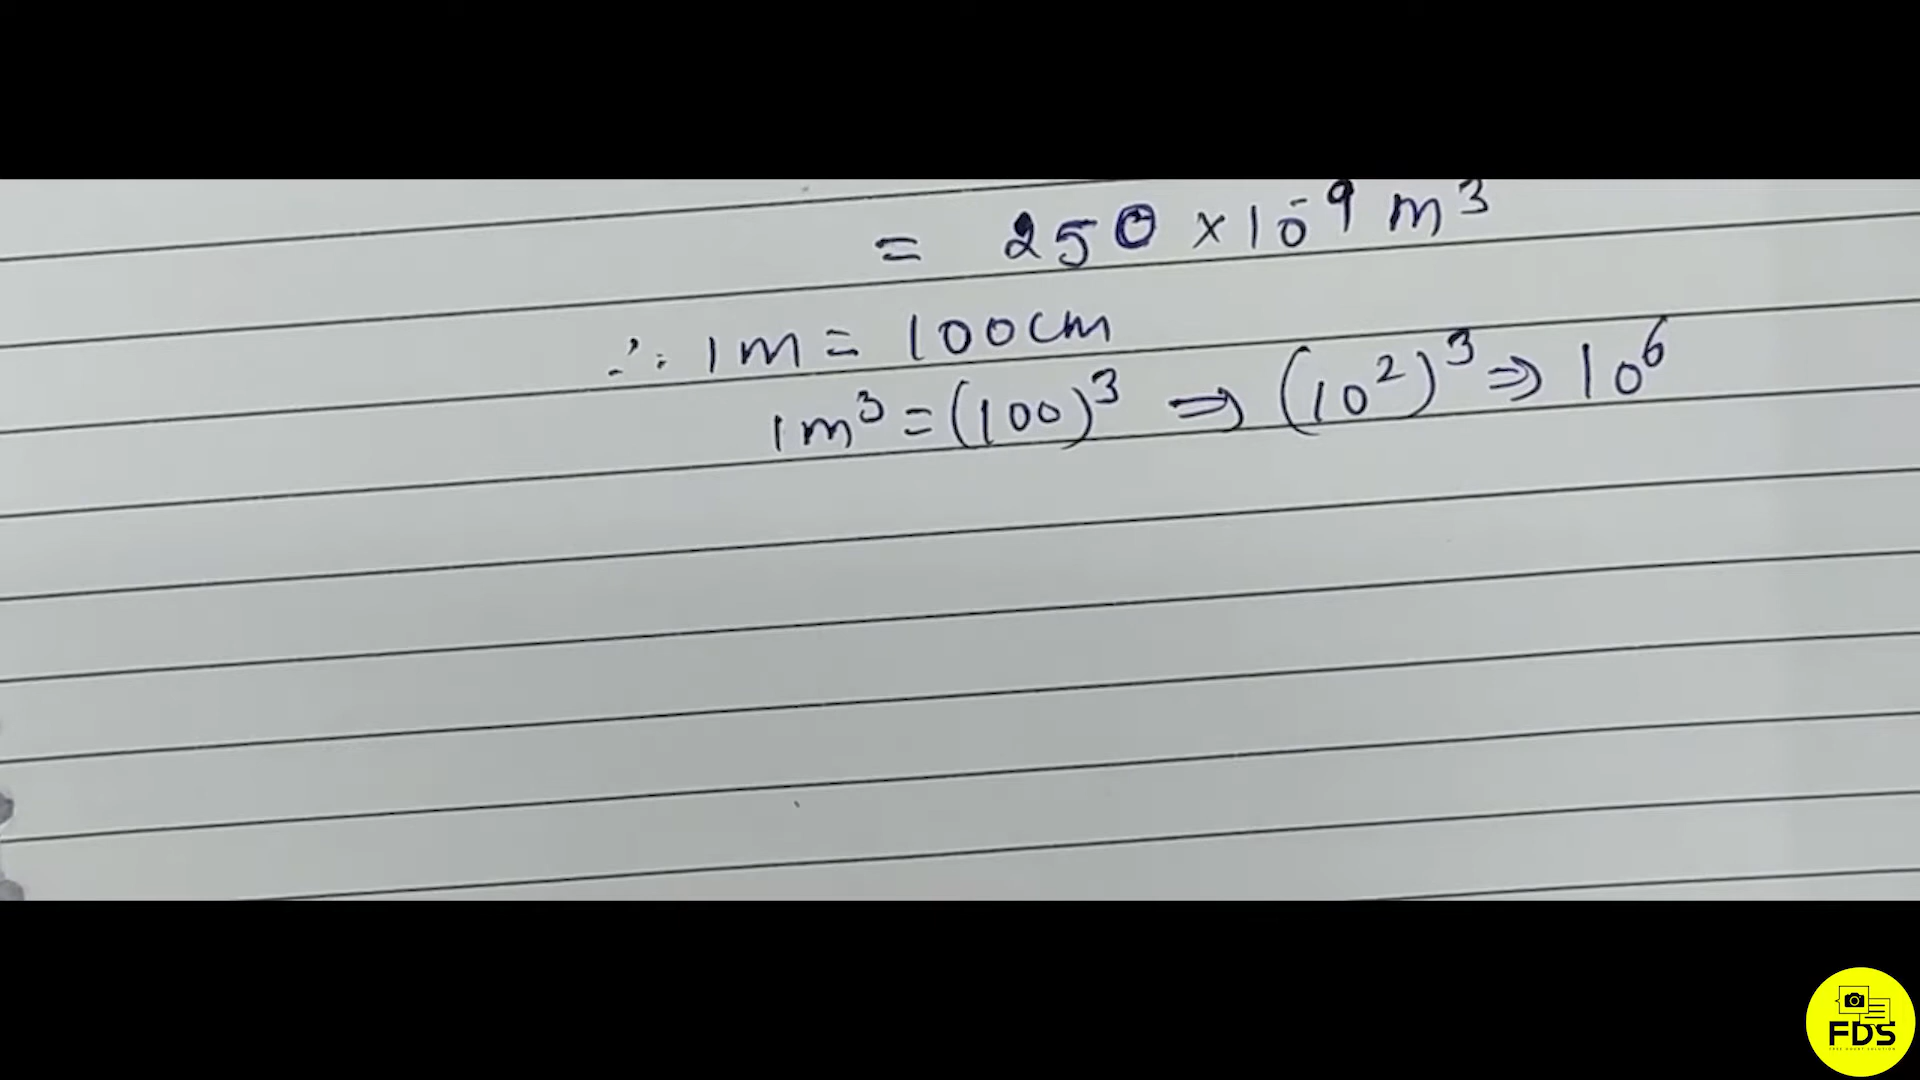 = 250 × 10⁻⁹ m³
∴ 1m = 100cm
1m³ = (100)³ ⇒ (10²)³ ⇒ 10⁶
FDS